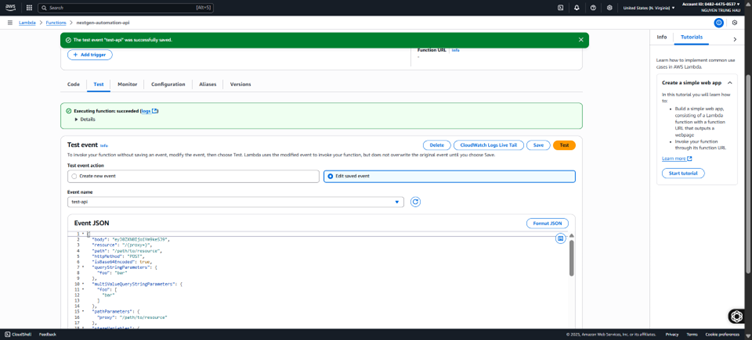 aws
Search
[Alt+S]
United States (N. Virginia)
Lambda
Functions
nextgen-automation-api
The test event "test-api" was successfully saved.
+ Add trigger
Function URL Info
-
Code
Test
Monitor
Configuration
Aliases
Versions
Executing function: succeeded (logs)
Details
Test event Info
Delete
CloudWatch Logs Live Tail
Save
Test
To invoke your function without saving an event, modify the event, then choose Test. Lambda uses the modified event to invoke your function, but does not overwrite the original event until you choose Save.
Test event action
Create new event
Edit saved event
Event name
test-api
Event JSON
Format JSON
1 {
2 "body":
3 "resource": "/{proxy+}",
4 "path": "/path/to/resource",
5 "httpMethod": "POST",
6 "isBase64Encoded": true,
7 "queryStringParameters": {
8 "foo": "bar"
9 },
10 "multiValueQueryStringParameters": {
11 "foo": [
12 "bar"
13 ]
14 },
15 "pathParameters": {
16 "proxy": "/path/to/resource"
17 },
Info
Tutorials
Learn how to implement common use
cases in AWS Lambda.
Create a simple web app
In this tutorial you will learn how
to:
• Build a simple web app,
consisting of a Lambda
function with a function
URL that outputs a
webpage
• Invoke your function
through its function URL
Learn more
Start tutorial
CloudShell
Feedback
© 2025, Amazon Web Services, Inc. or its affiliates.
Privacy
Terms
Cookie preferences